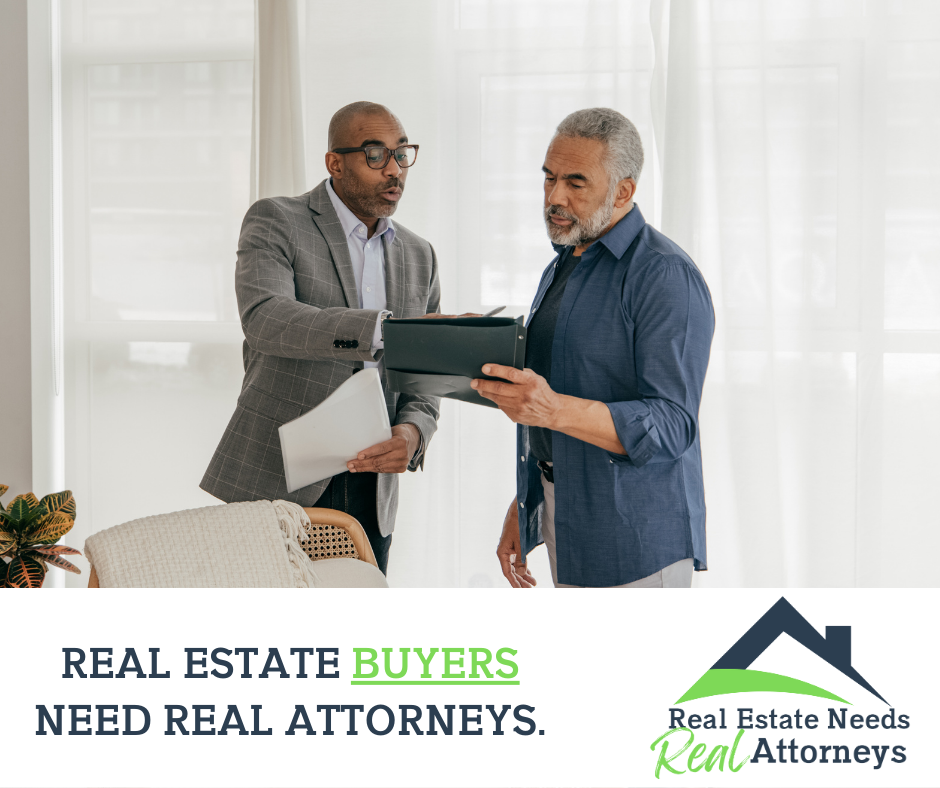 REAL ESTATE BUYERS
NEED REAL ATTORNEYS.
Real Estate Needs
Real Attorneys